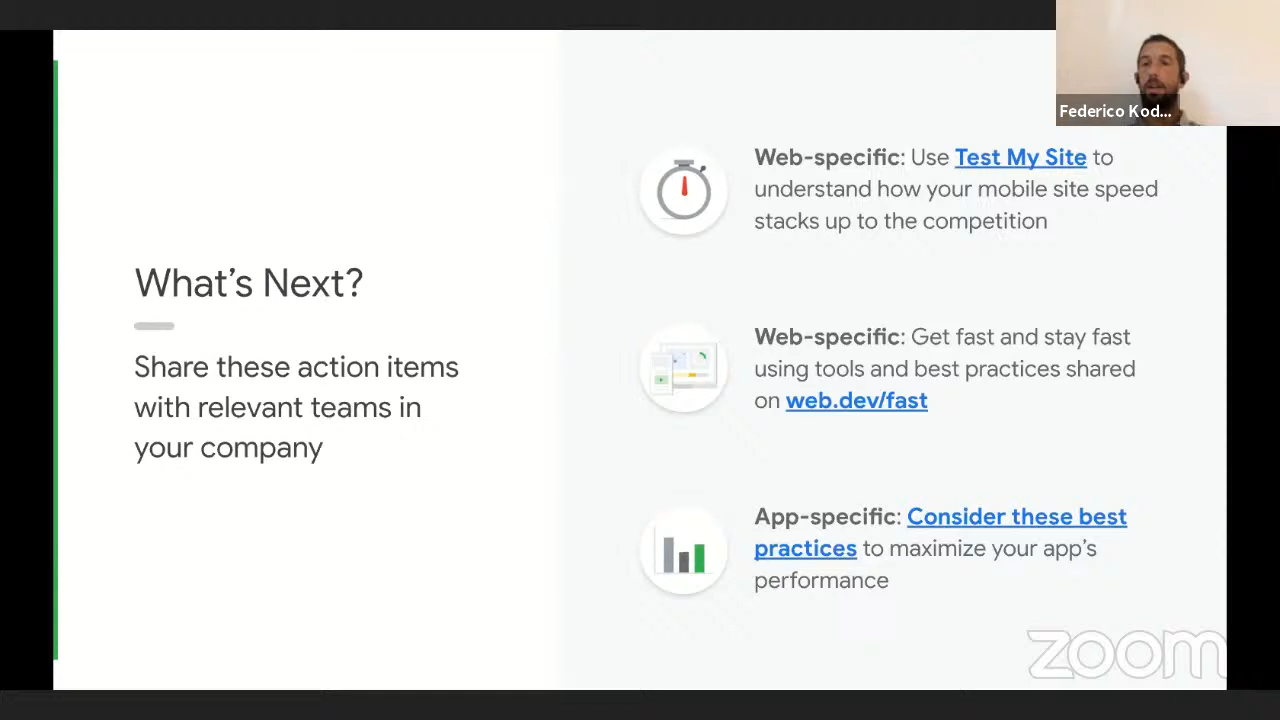 What's Next?
Share these action items
with relevant teams in
your company
Federico Kod...
Web-specific: Use Test My Site to
understand how your mobile site speed
stacks up to the competition
Web-specific: Get fast and stay fast
using tools and best practices shared
on web.dev/fast
App-specific: Consider these best
practices to maximize your app's
performance
zoom